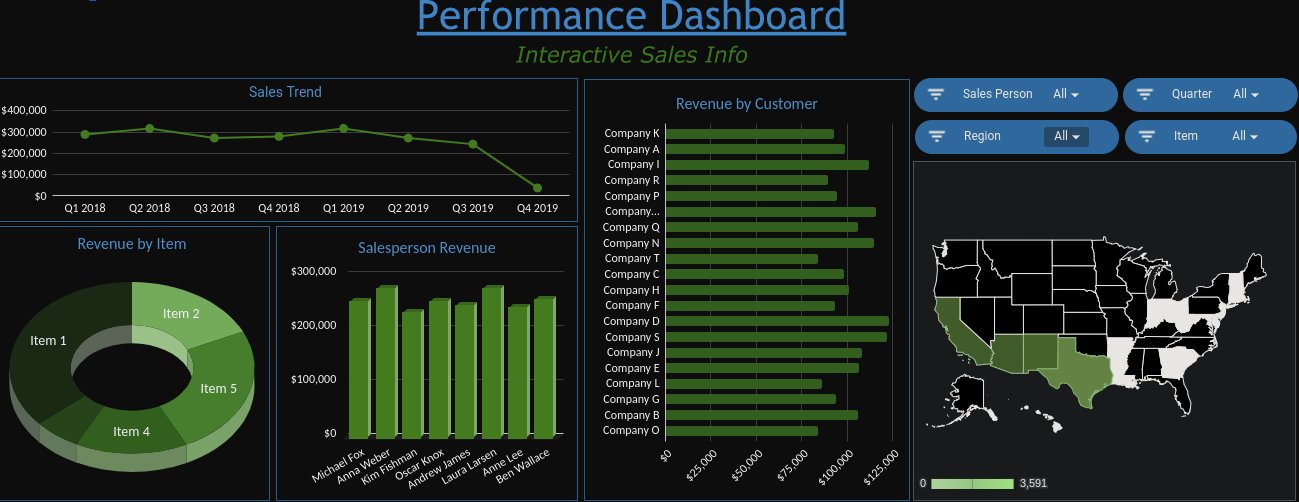 Performance Dashboard
Interactive Sales Info
Sales Trend
$400,000
$300,000
$200,000
$100,000
$0
Q1 2018 Q2 2018 Q3 2018 Q4 2018 Q1 2019 Q2 2019 Q3 2019 Q4 2019
Revenue by Item
Item 2
Item 1
Item 5
Item 4
Salesperson Revenue
$300,000
$200,000
$100,000
$0
Michael Fox
Anna Weber
Kim Fishman
Oscar Knox
Andrew James
Laura Larsen
Anne Lee
Ben Wallace
Revenue by Customer
Company K
Company A
Company I
Company R
Company P
Company...
Company Q
Company N
Company T
Company C
Company H
Company F
Company D
Company S
Company J
Company E
Company L
Company G
Company B
Company O
$0
$25,000
$50,000
$75,000
$100,000
$125,000
Sales Person All
Quarter All
Region All
Item All
0 3,591